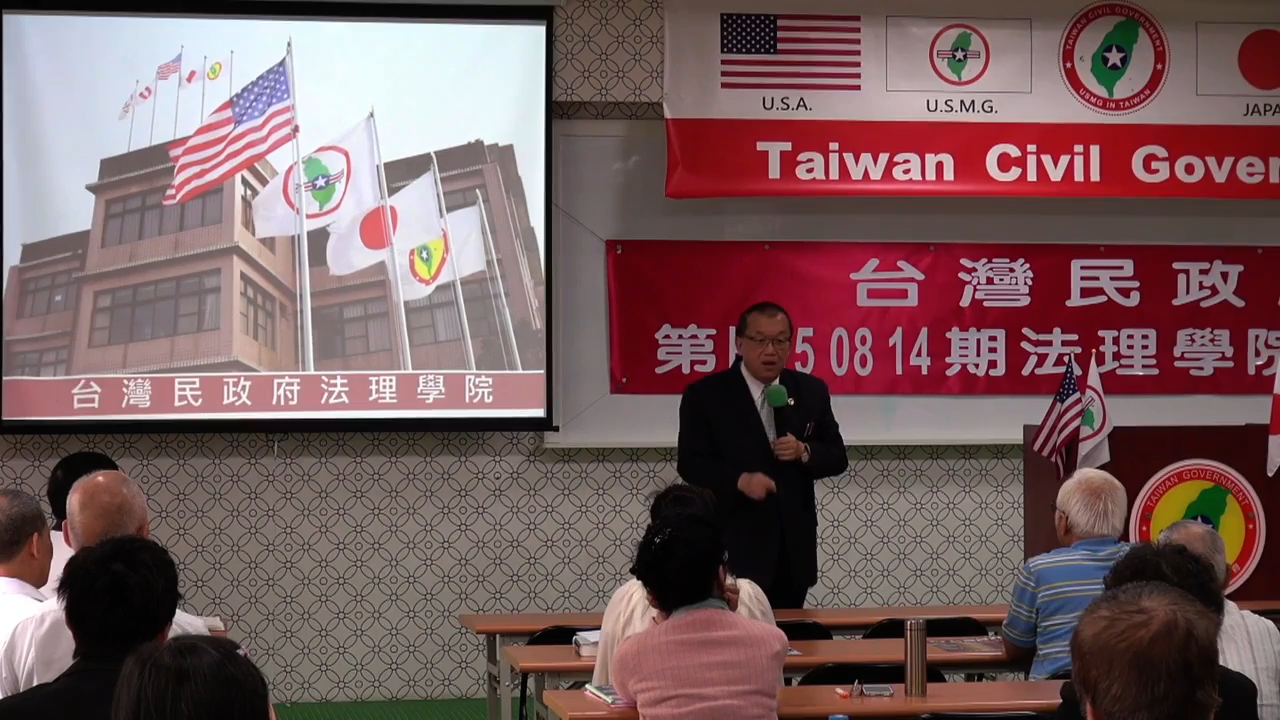 U.S.A.
U.S.M.G.
TAIWAN CIVIL GOVERNMENT
USMG IN TAIWAN
JAPA
Taiwan Civil Gover
台灣民政
第 5 08 14 期法理學院
台灣民政府法理學院
TAIWAN GOVERNMENT